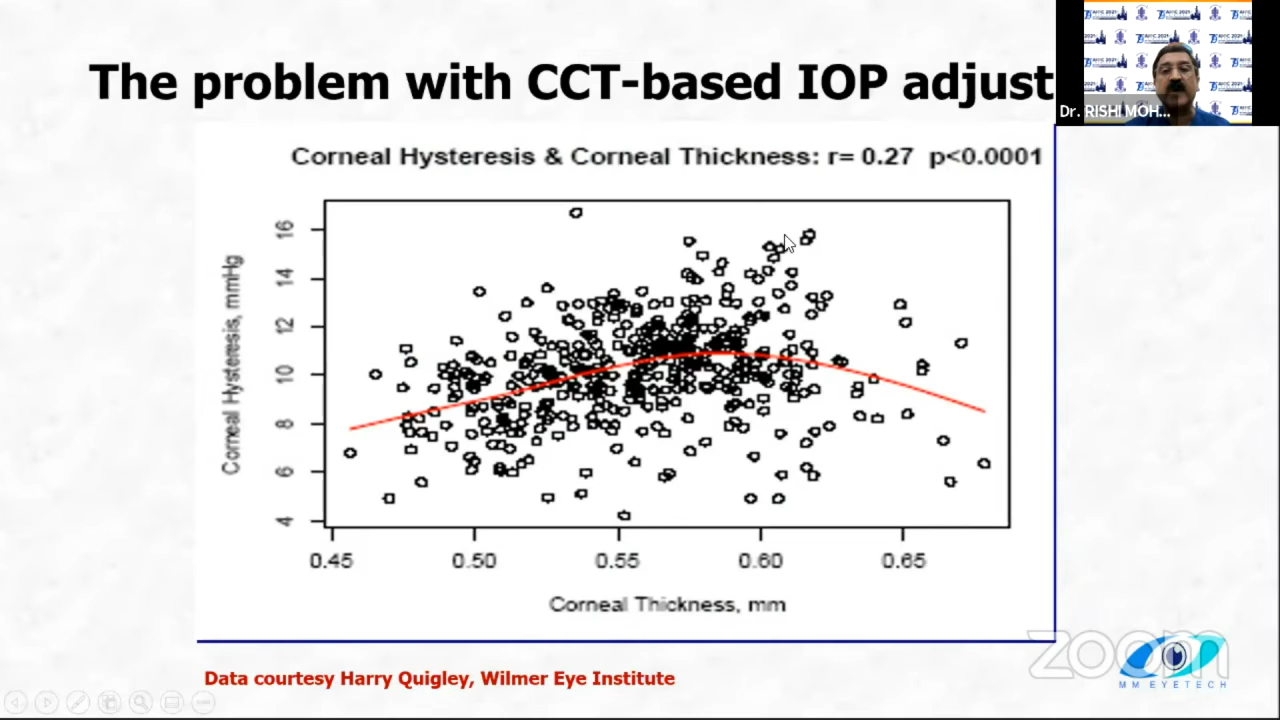 The problem with CCT-based IOP adjust
Dr. RISHI MOH...
Corneal Hysteresis & Corneal Thickness: r= 0.27 p<0.0001
Corneal Hysteresis, mmHg
16
14
12
10
8
6
4
0.45 0.50 0.55 0.60 0.65
Corneal Thickness, mm
Data courtesy Harry Quigley, Wilmer Eye Institute
zoom
MM EYETECH